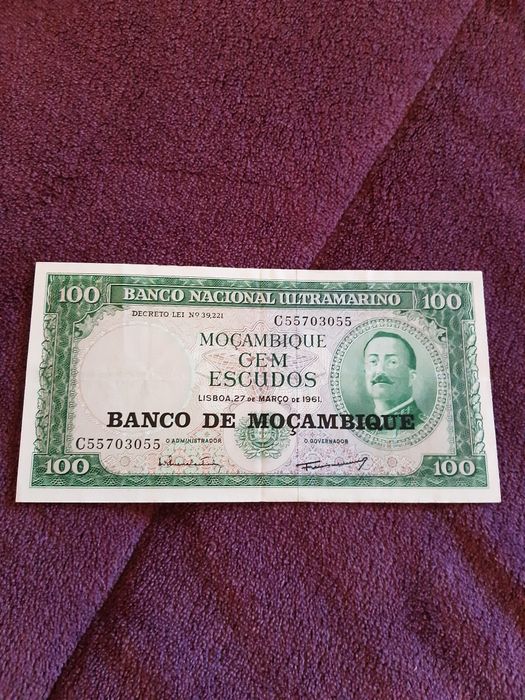 100 BANCO NACIONAL ULTRAMARINO 100
DECRETO LEI Nº 39,221
C55703055
MOÇAMBIQUE
CEM
ESCUDOS
LISBOA, 27 DE MARÇO DE 1961.
BANCO DE MOÇAMBIQUE
C55703055
O ADMINISTRADOR
O GOVERNADOR
100
100